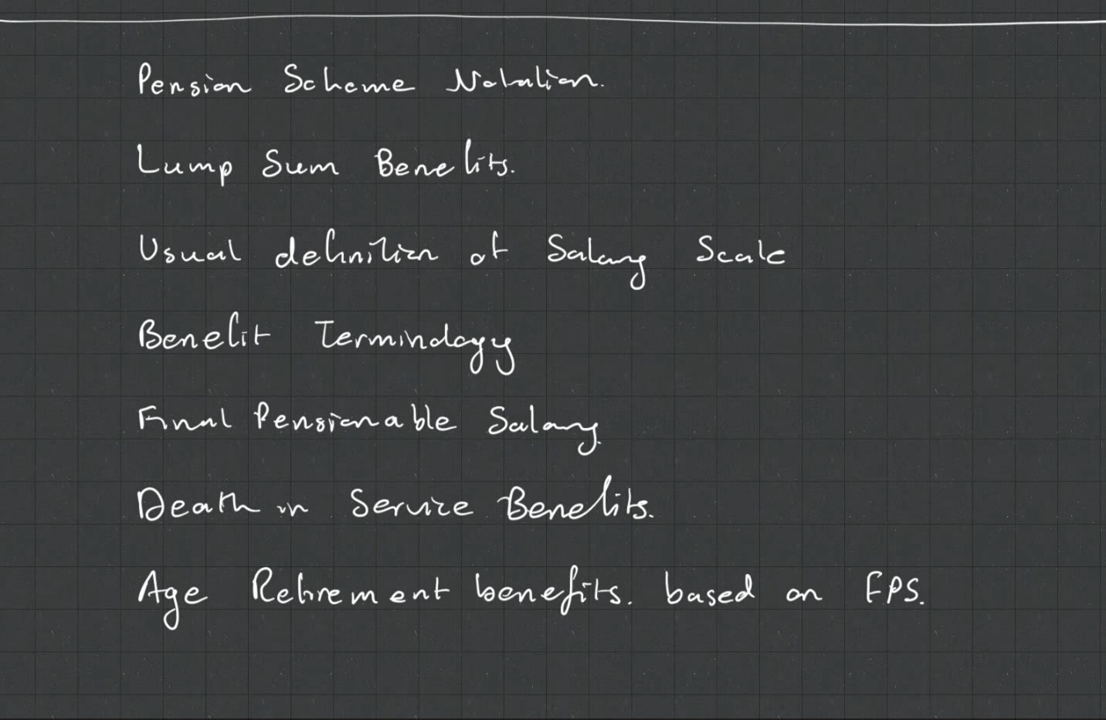 Pension Scheme Notation.
Lump Sum Benefits.
Usual definition of Salary Scale
Benefit Terminology
Final Pensionable Salary.
Death in Service Benefits.
Age Retirement benefits. based on FPS.